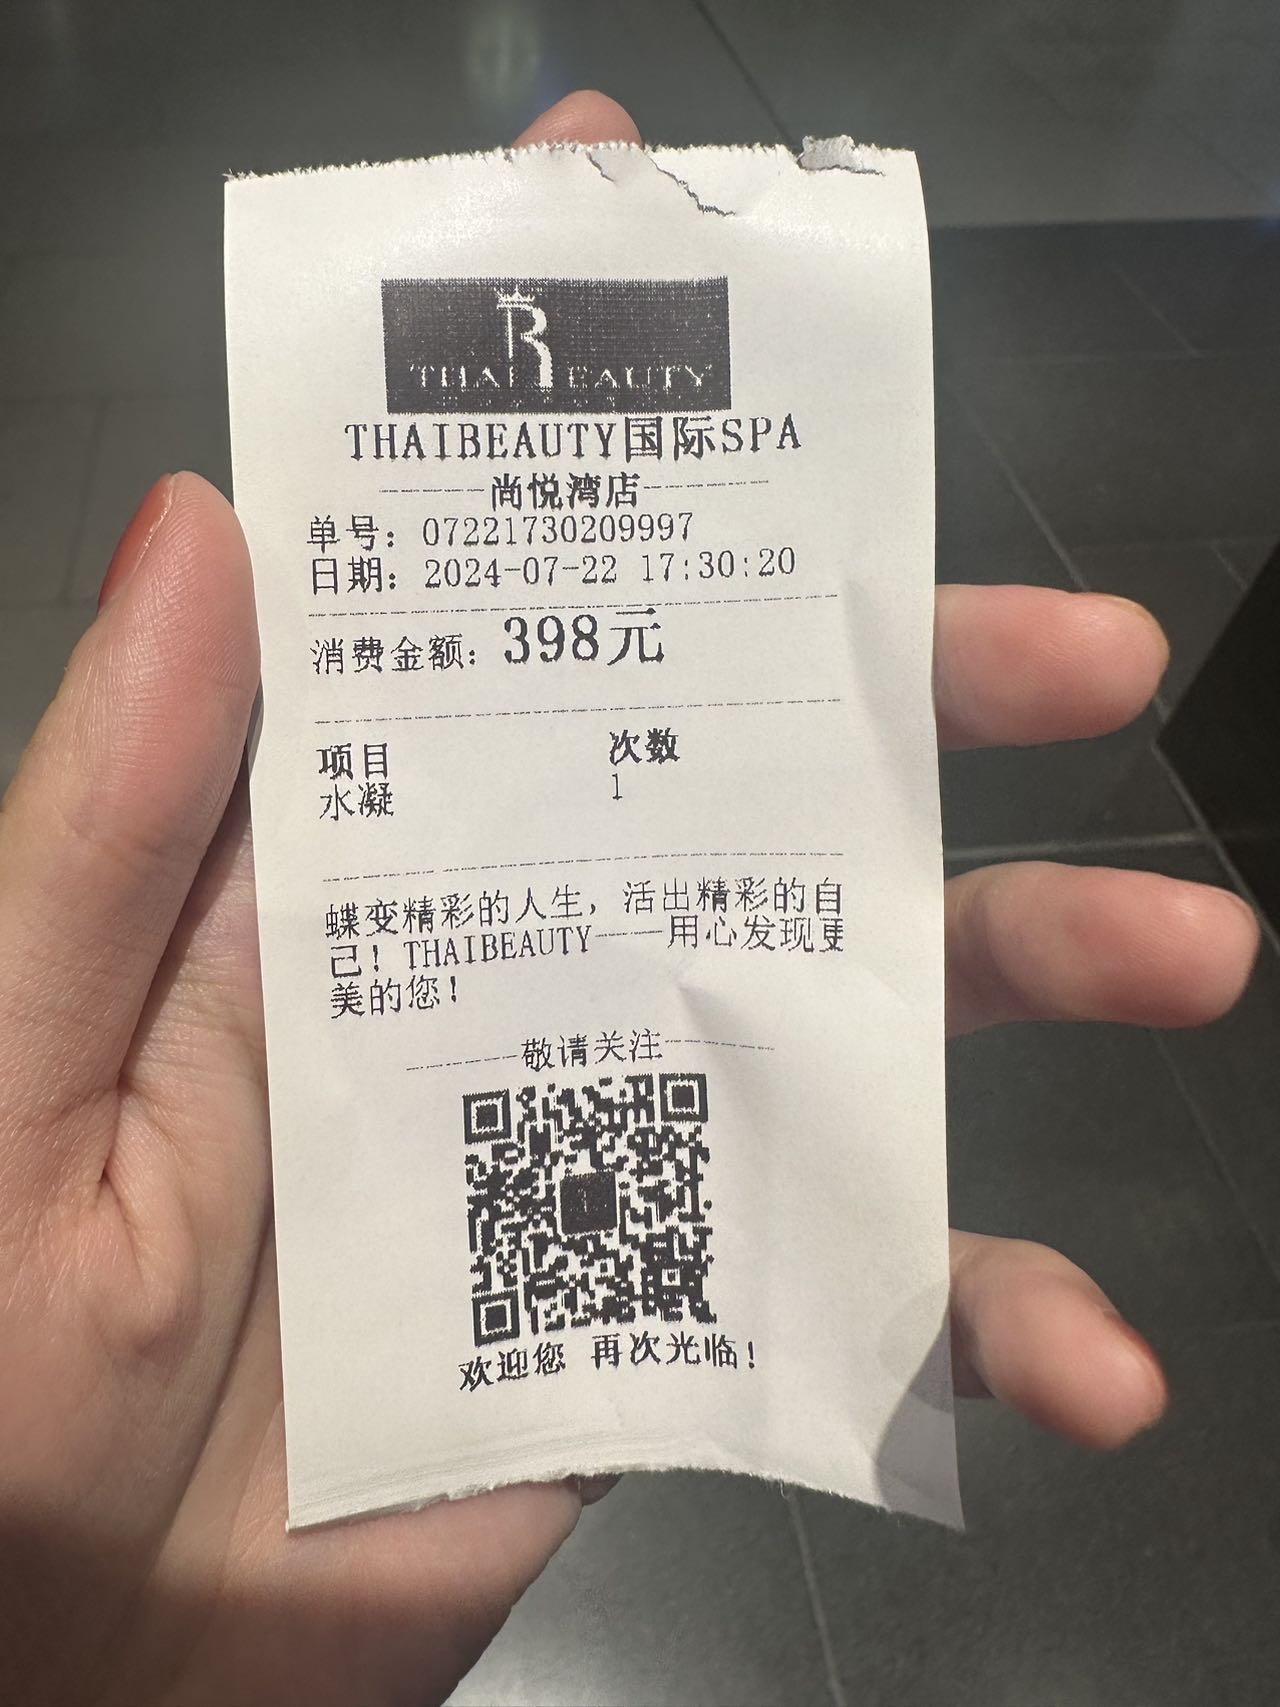 THAI BEAUTY
THAIBEAUTY国际SPA
尚悦湾店
单号：07221730209997
日期：2024-07-22 17:30:20
消费金额：398元
项目 次数
水凝 1
蝶变精彩的人生，活出精彩的自
己！THAIBEAUTY——用心发现更
美的您！
敬请关注
欢迎您 再次光临！